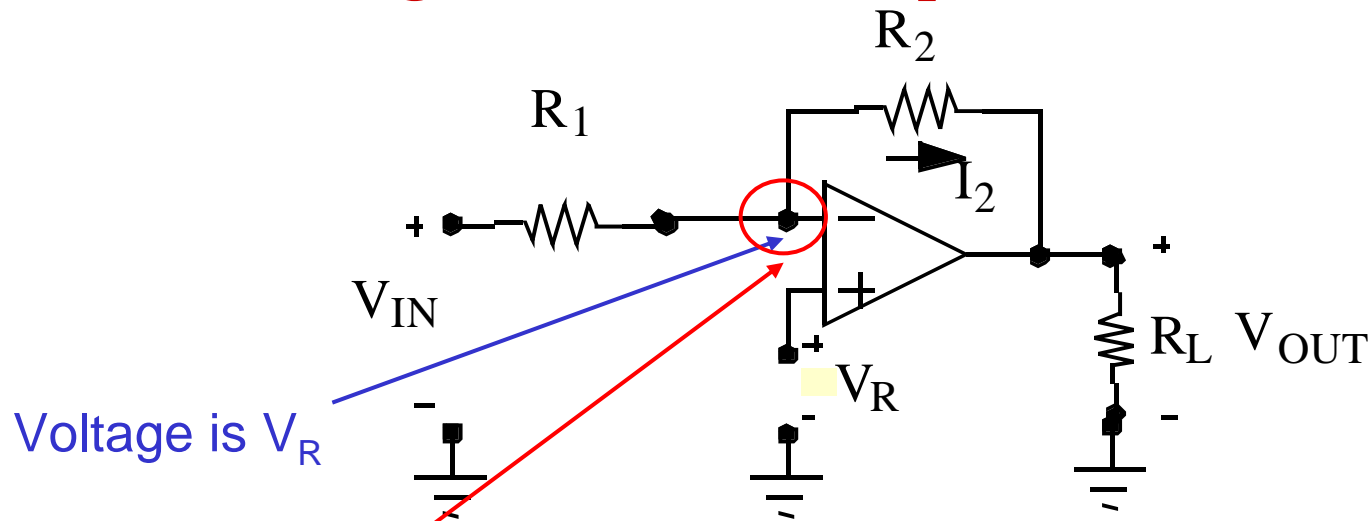 R2
R1
I2
+
−
+
+
VIN
RL
VOUT
+
VR
Voltage is VR
−
-
-